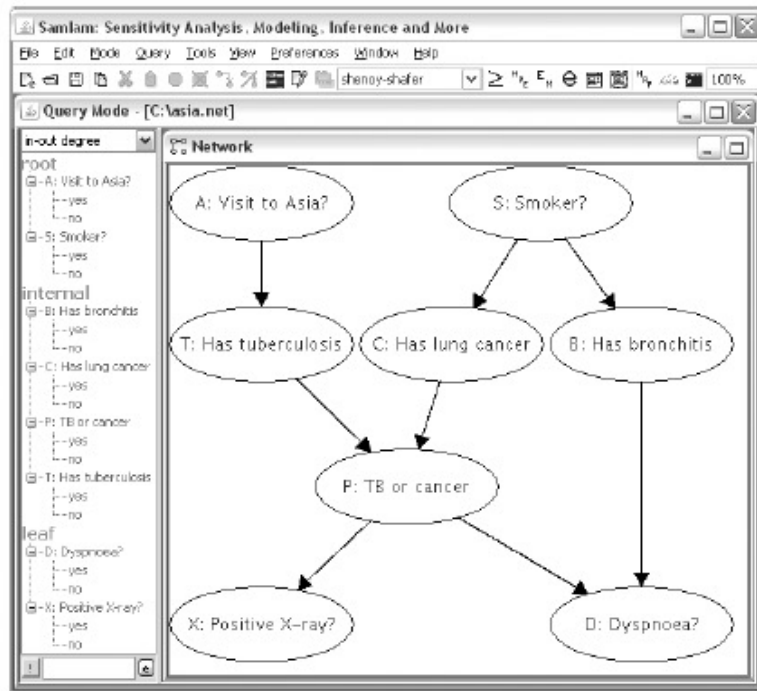 SamIam: Sensitivity Analysis, Modeling, Inference and More
File Edit Mode Query Tools View Preferences Window Help
shenoy-shafer 100%
Query Mode - [C:\asia.net]
in-out degree
root
A: Visit to Asia?
yes
no
S: Smoker?
yes
no
internal
B: Has bronchitis
yes
no
C: Has lung cancer
yes
no
P: TB or cancer
yes
no
T: Has tuberculosis
yes
no
leaf
D: Dyspnoea?
yes
no
X: Positive X-ray?
yes
no
Network
A: Visit to Asia? S: Smoker?
T: Has tuberculosis C: Has lung cancer B: Has bronchitis
P: TB or cancer
X: Positive X-ray? D: Dyspnoea?